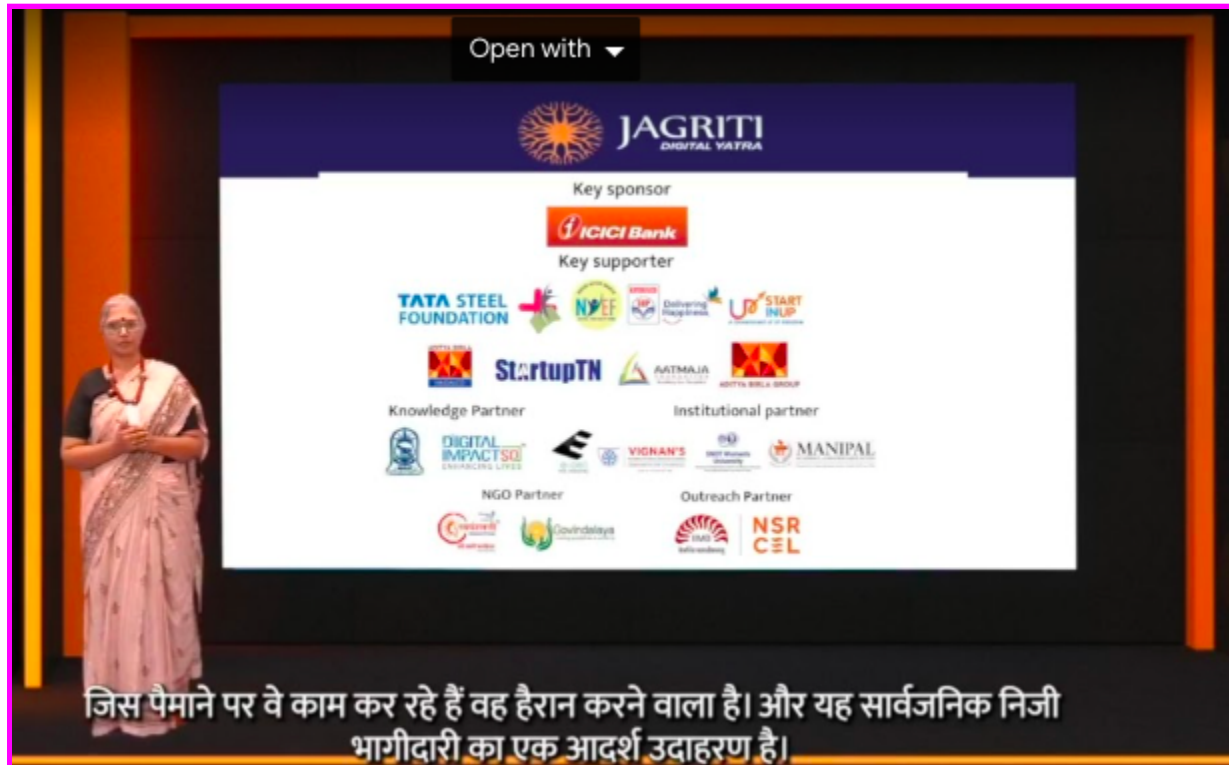 Open with
JAGRITI
DIGITAL YATRA
Key sponsor
ICICI Bank
Key supporter
TATA STEEL
FOUNDATION
Delivering
Happiness
UP START
INUP
StartupTN
AATMAJA
ADITYA BIRLA GROUP
Knowledge Partner
Institutional partner
DIGITAL
IMPACTSQ
ENHANCING LIVES
VIGNAN'S
MANIPAL
NGO Partner
Outreach Partner
Govindalaya
NSR
CEL
जिस पैमाने पर वे काम कर रहे हैं वह हैरान करने वाला है। और यह सार्वजनिक निजी
भागीदारी का एक आदर्श उदाहरण है।